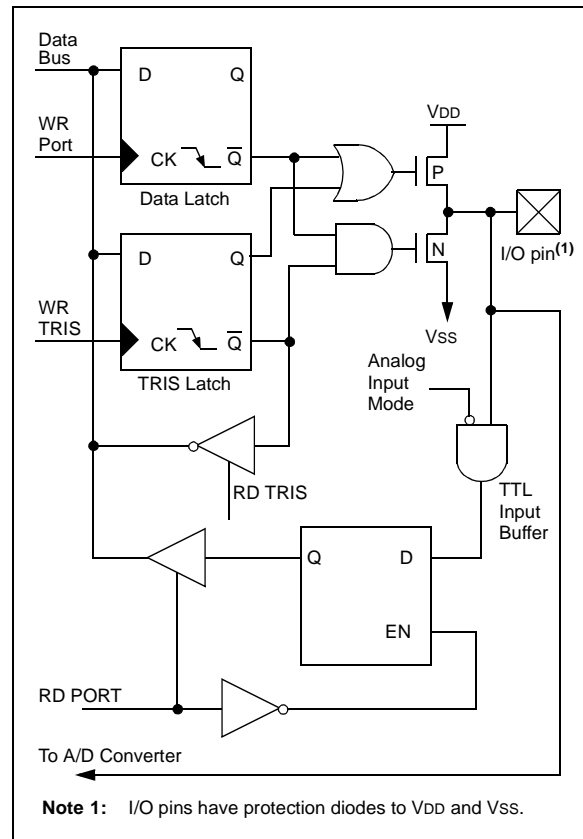 Data
Bus
D
Q
WR
Port
CK
Q
Data Latch
VDD
P
I/O pin(1)
N
VSS
D
Q
WR
TRIS
CK
Q
TRIS Latch
Analog
Input
Mode
RD TRIS
TTL
Input
Buffer
Q
D
EN
RD PORT
To A/D Converter
Note 1: I/O pins have protection diodes to VDD and VSS.